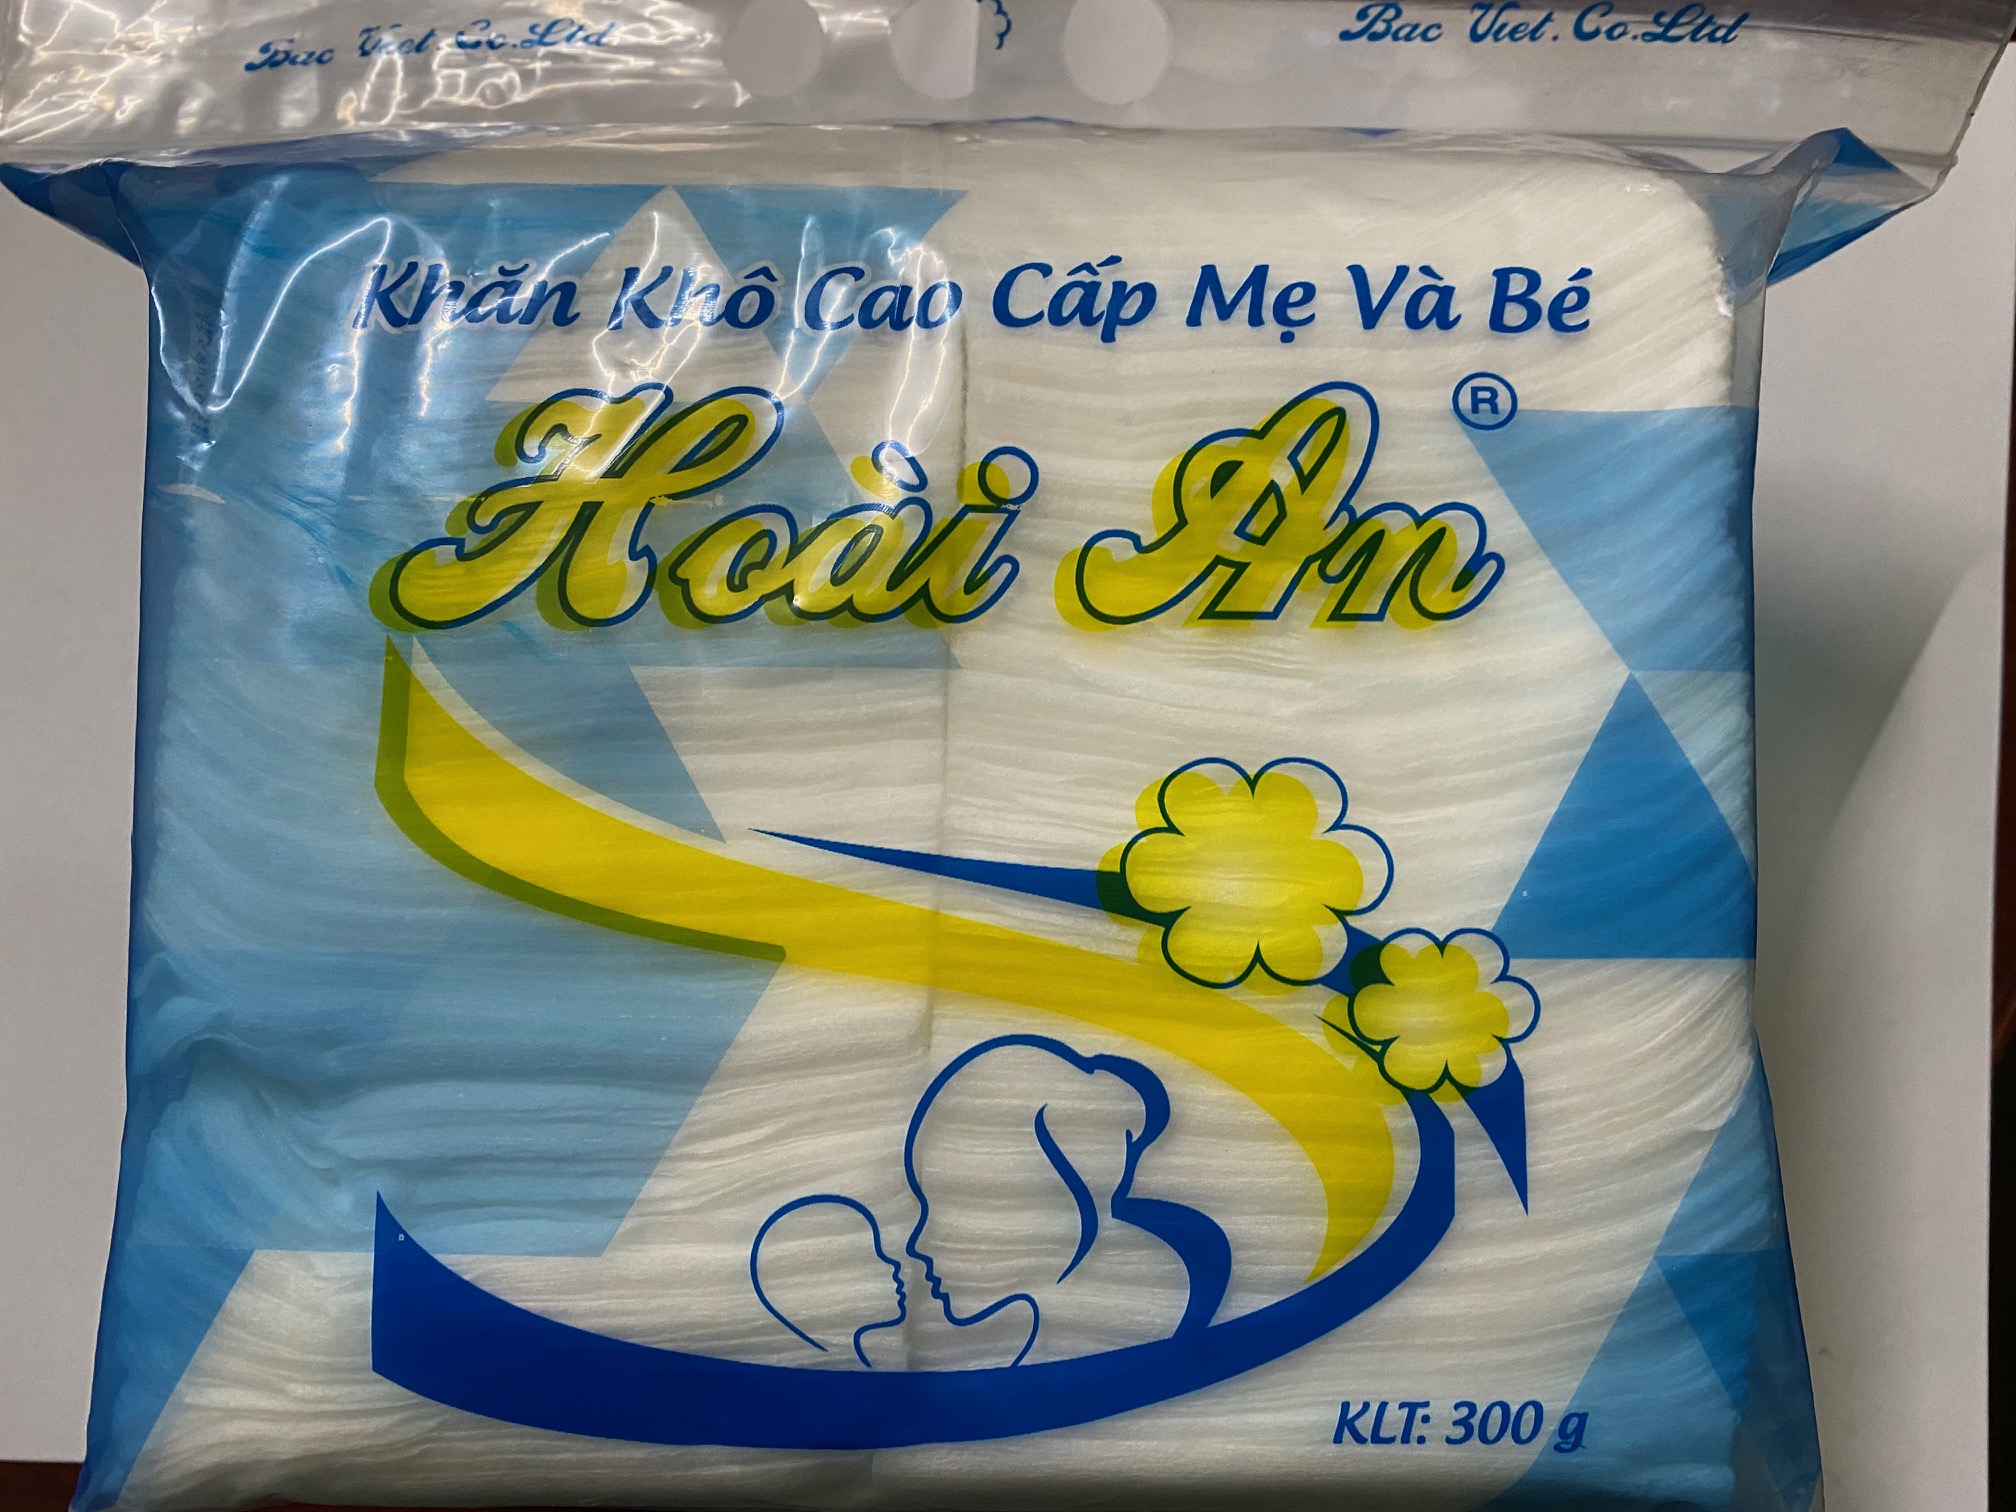 Bac Viet. Co.Ltd
Bac Viet. Co.Ltd
Khăn Khô Cao Cấp Mẹ Và Bé
Hoài An ®
KLT: 300 g